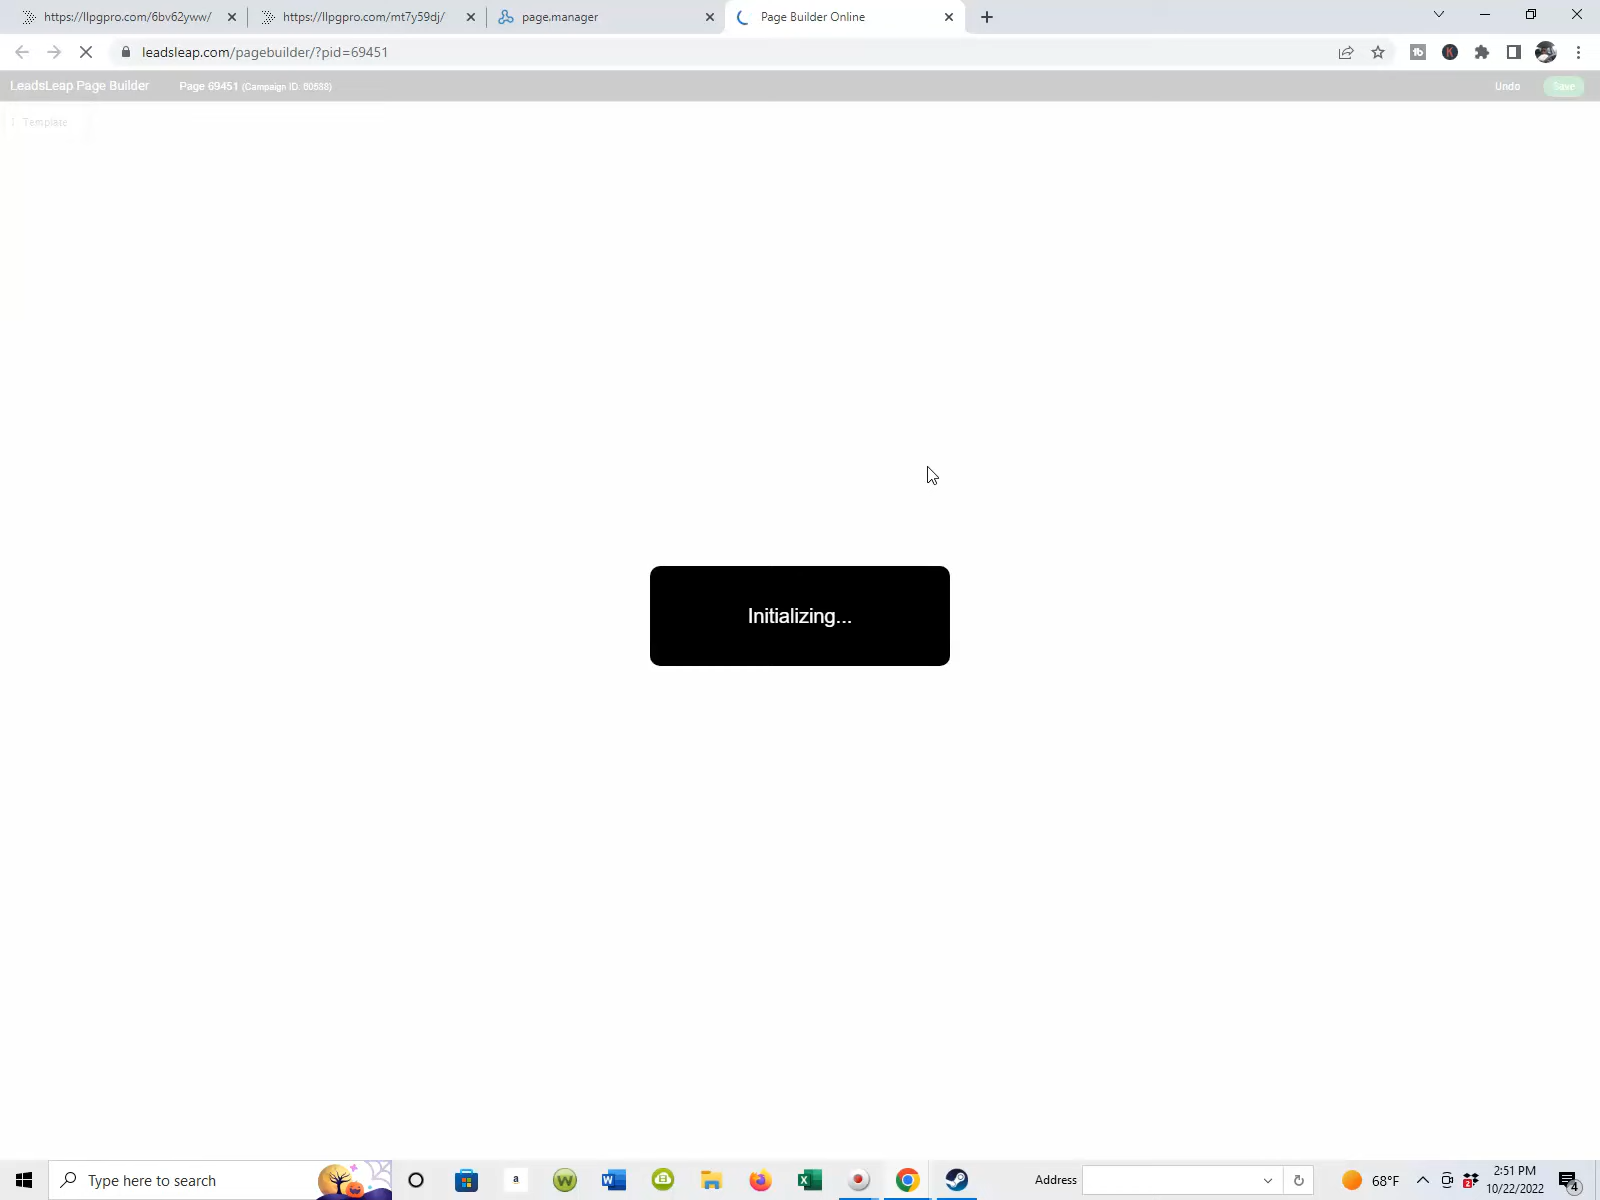 https://llpgpro.com/6bv62yww/
https://llpgpro.com/mt7y59dj/
page.manager
Page Builder Online
leadsleap.com/pagebuilder/?pid=69451
LeadsLeap Page Builder
Page 69451 (Campaign ID: 60588)
Undo
Save
Template
Initializing...
Type here to search
Address
68°F
2:51 PM
10/22/2022
4